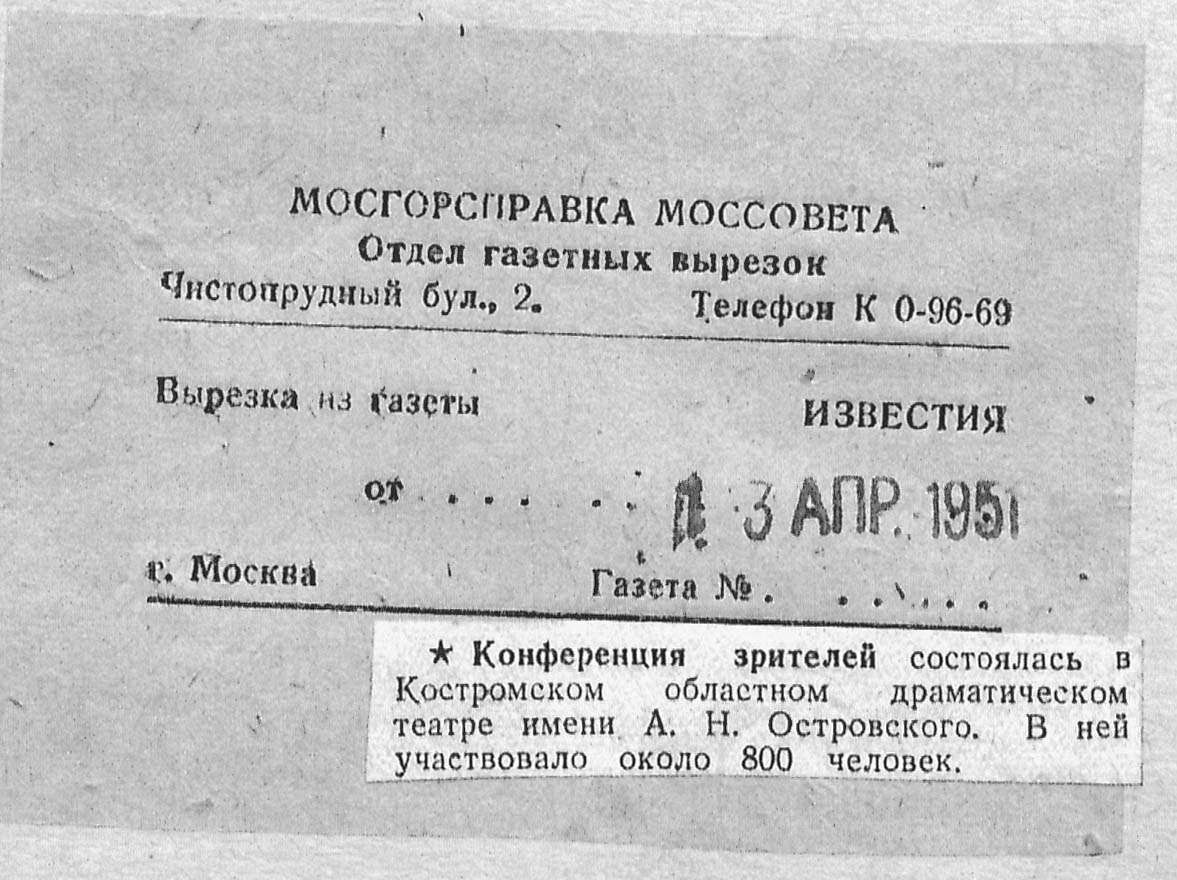 МОСГОРСПРАВКА МОССОВЕТА
Отдел газетных вырезок
Чистопрудный бул., 2. Телефон К 0-96-69
Вырезка из газеты ИЗВЕСТИЯ
от . . . . . . 3 АПР. 1951
г. Москва Газета № . . . . . . .
★ Конференция зрителей состоялась в
Костромском областном драматическом
театре имени А. Н. Островского. В ней
участвовало около 800 человек.